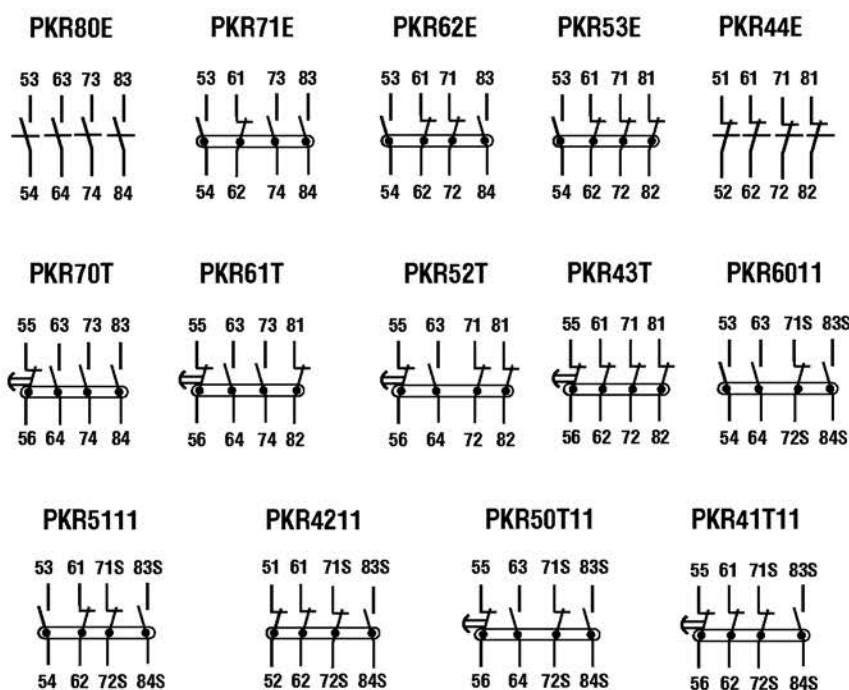 PKR80E PKR71E PKR62E PKR53E PKR44E
53 63 73 83 53 61 73 83 53 61 71 83 53 61 71 81 51 61 71 81
54 64 74 84 54 62 74 84 54 62 72 84 54 62 72 82 52 62 72 82
PKR70T PKR61T PKR52T PKR43T PKR6011
55 63 73 83 55 63 73 81 55 63 71 81 55 61 71 81 53 63 71S 83S
56 64 74 84 56 64 74 82 56 64 72 82 56 62 72 82 54 64 72S 84S
PKR5111 PKR4211 PKR50T11 PKR41T11
53 61 71S 83S 51 61 71S 83S 55 63 71S 83S 55 61 71S 83S
54 62 72S 84S 52 62 72S 84S 56 64 72S 84S 56 62 72S 84S